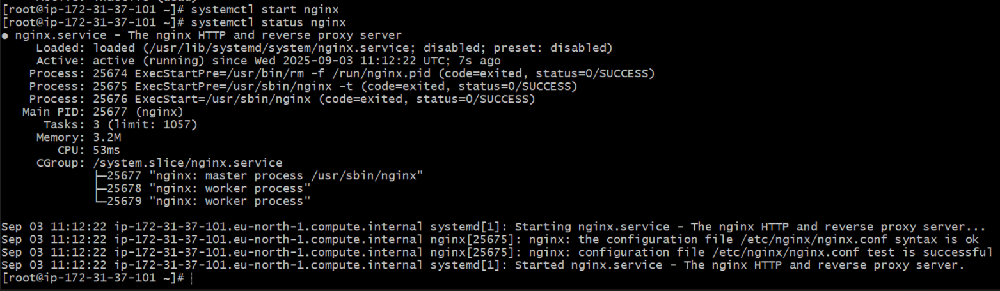 [root@ip-172-31-37-101 ~]# systemctl start nginx
[root@ip-172-31-37-101 ~]# systemctl status nginx
● nginx.service - The nginx HTTP and reverse proxy server
     Loaded: loaded (/usr/lib/systemd/system/nginx.service; disabled; preset: disabled)
     Active: active (running) since Wed 2025-09-03 11:12:22 UTC; 7s ago
    Process: 25674 ExecStartPre=/usr/bin/rm -f /run/nginx.pid (code=exited, status=0/SUCCESS)
    Process: 25675 ExecStartPre=/usr/sbin/nginx -t (code=exited, status=0/SUCCESS)
    Process: 25676 ExecStart=/usr/sbin/nginx (code=exited, status=0/SUCCESS)
   Main PID: 25677 (nginx)
      Tasks: 3 (limit: 1057)
     Memory: 3.2M
        CPU: 53ms
     CGroup: /system.slice/nginx.service
             ├─25677 "nginx: master process /usr/sbin/nginx"
             ├─25678 "nginx: worker process"
             └─25679 "nginx: worker process"
Sep 03 11:12:22 ip-172-31-37-101.eu-north-1.compute.internal systemd[1]: Starting nginx.service - The nginx HTTP and reverse proxy server...
Sep 03 11:12:22 ip-172-31-37-101.eu-north-1.compute.internal nginx[25675]: nginx: the configuration file /etc/nginx/nginx.conf syntax is ok
Sep 03 11:12:22 ip-172-31-37-101.eu-north-1.compute.internal nginx[25675]: nginx: configuration file /etc/nginx/nginx.conf test is successful
Sep 03 11:12:22 ip-172-31-37-101.eu-north-1.compute.internal systemd[1]: Started nginx.service - The nginx HTTP and reverse proxy server.
[root@ip-172-31-37-101 ~]#